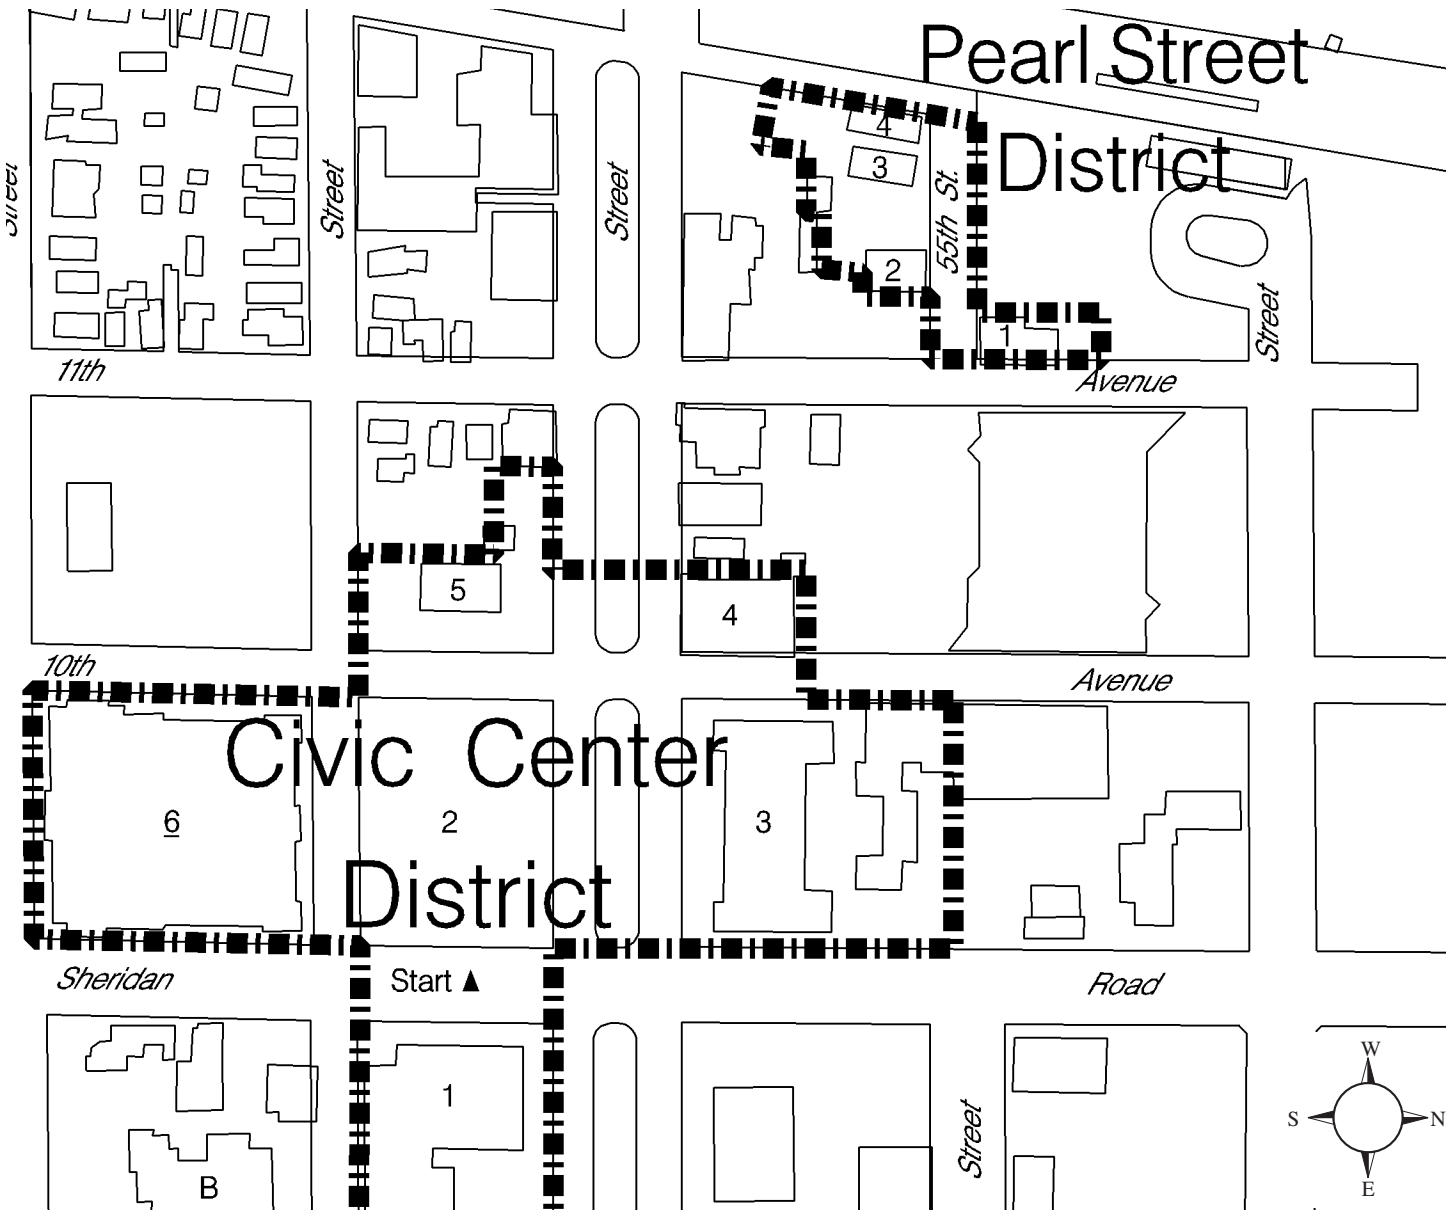 Pearl Street
District
4
3
2
1
55th St.
Street
Street
Street
Street
11th
Avenue
5
4
10th
Avenue
Civic Center
District
6
2
3
Sheridan
Start ▲
Road
1
B
Street
W
S
N
E